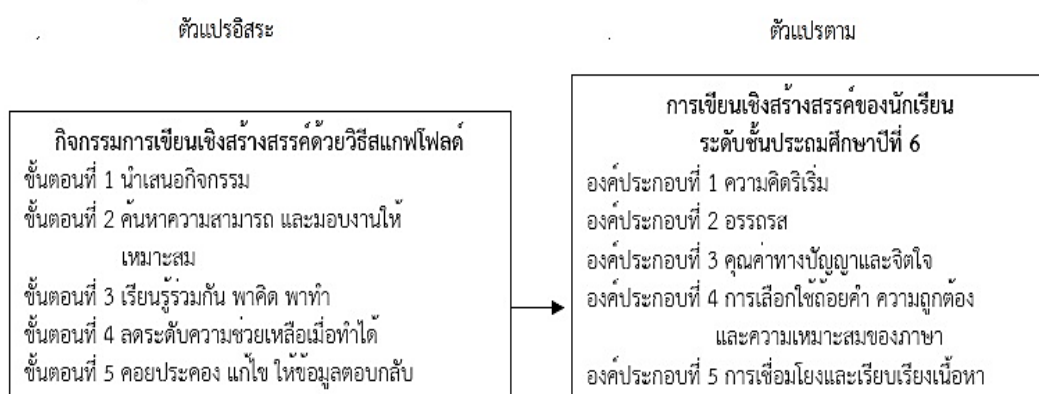 ตัวแปรอิสระ
ตัวแปรตาม
กิจกรรมการเขียนเชิงสร้างสรรค์ด้วยวิธีสแกฟโฟลด์
ขั้นตอนที่ 1 นำเสนอกิจกรรม
ขั้นตอนที่ 2 ค้นหาความสามารถ และมอบงานให้
เหมาะสม
ขั้นตอนที่ 3 เรียนรู้ร่วมกัน พาคิด พาทำ
ขั้นตอนที่ 4 ลดระดับความช่วยเหลือเมื่อทำได้
ขั้นตอนที่ 5 คอยประคอง แก้ไข ให้ข้อมูลตอบกลับ
การเขียนเชิงสร้างสรรค์ของนักเรียน
ระดับชั้นประถมศึกษาปีที่ 6
องค์ประกอบที่ 1 ความคิดริเริ่ม
องค์ประกอบที่ 2 อรรถรส
องค์ประกอบที่ 3 คุณค่าทางปัญญาและจิตใจ
องค์ประกอบที่ 4 การเลือกใช้ถ้อยคำ ความถูกต้อง
และความเหมาะสมของภาษา
องค์ประกอบที่ 5 การเชื่อมโยงและเรียบเรียงเนื้อหา